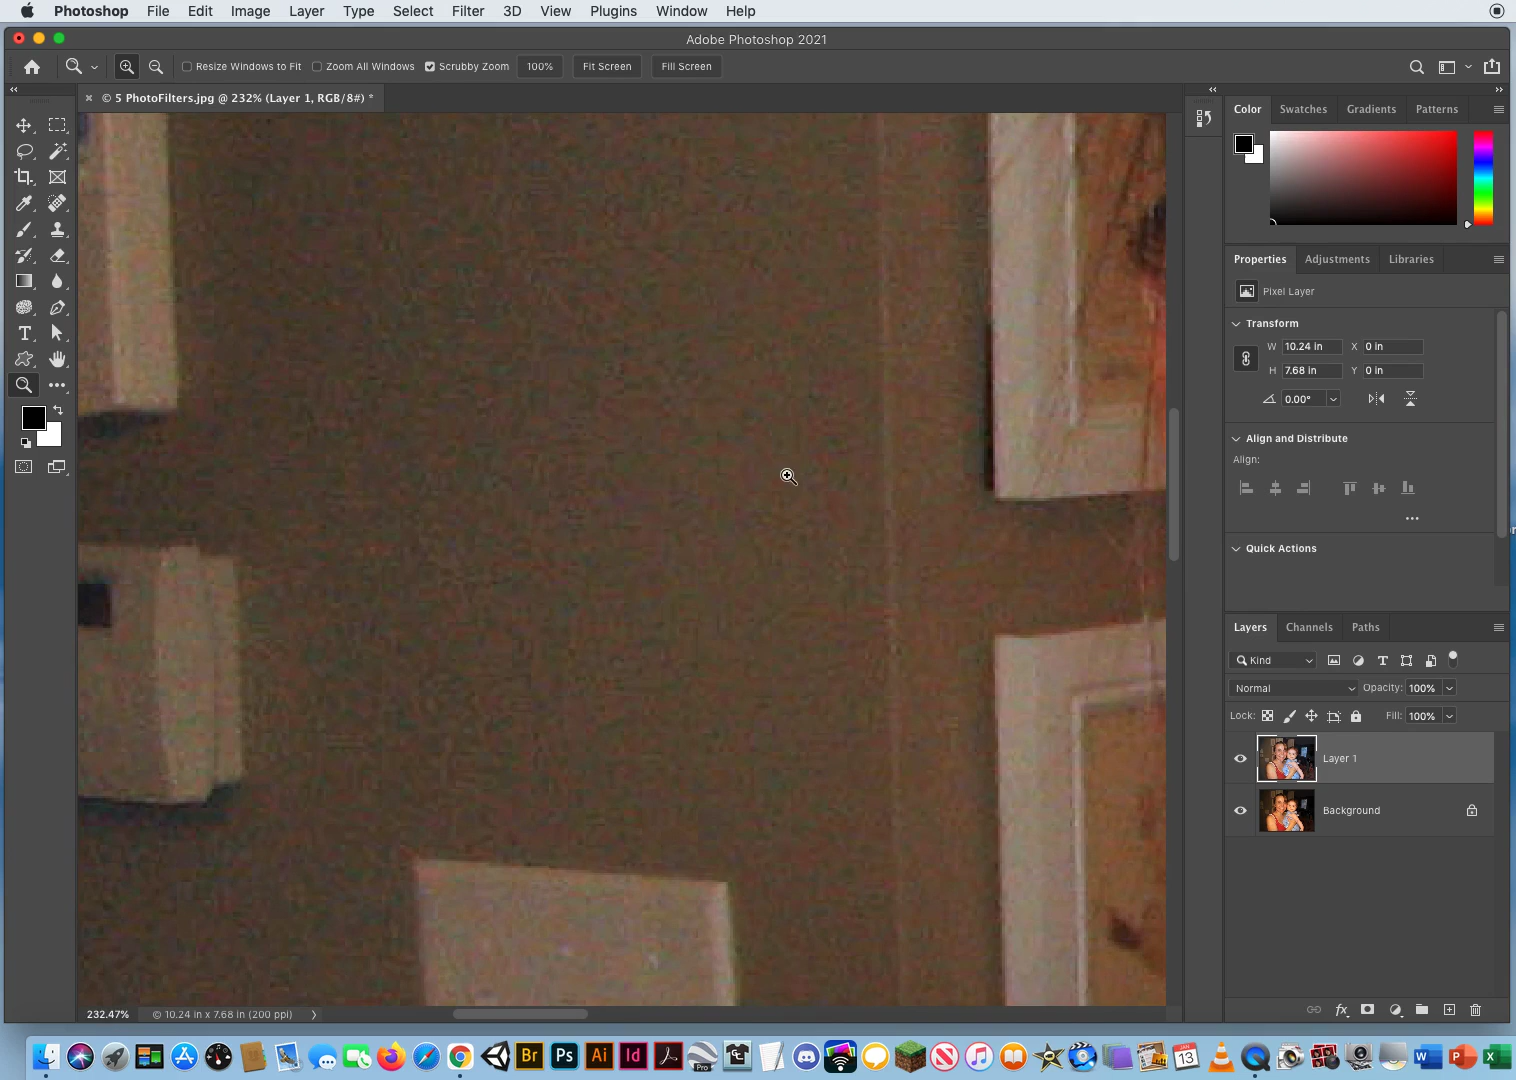 Photoshop File Edit Image Layer Type Select Filter 3D View Plugins Window Help
Adobe Photoshop 2021
Resize Windows to Fit Zoom All Windows Scrubby Zoom 100% Fit Screen Fill Screen
© 5 PhotoFilters.jpg @ 232% (Layer 1, RGB/8#) *
Color Swatches Gradients Patterns
Properties Adjustments Libraries
Pixel Layer
Transform
W 10.24 in X 0 in
H 7.68 in Y 0 in
0.00°
Align and Distribute
Align:
Quick Actions
Layers Channels Paths
Kind
Normal Opacity: 100%
Lock: Fill: 100%
Layer 1
Background
232.47% © 10.24 in x 7.68 in (200 ppi)
Br Ps Ai Id Pro JAN 13 W P X